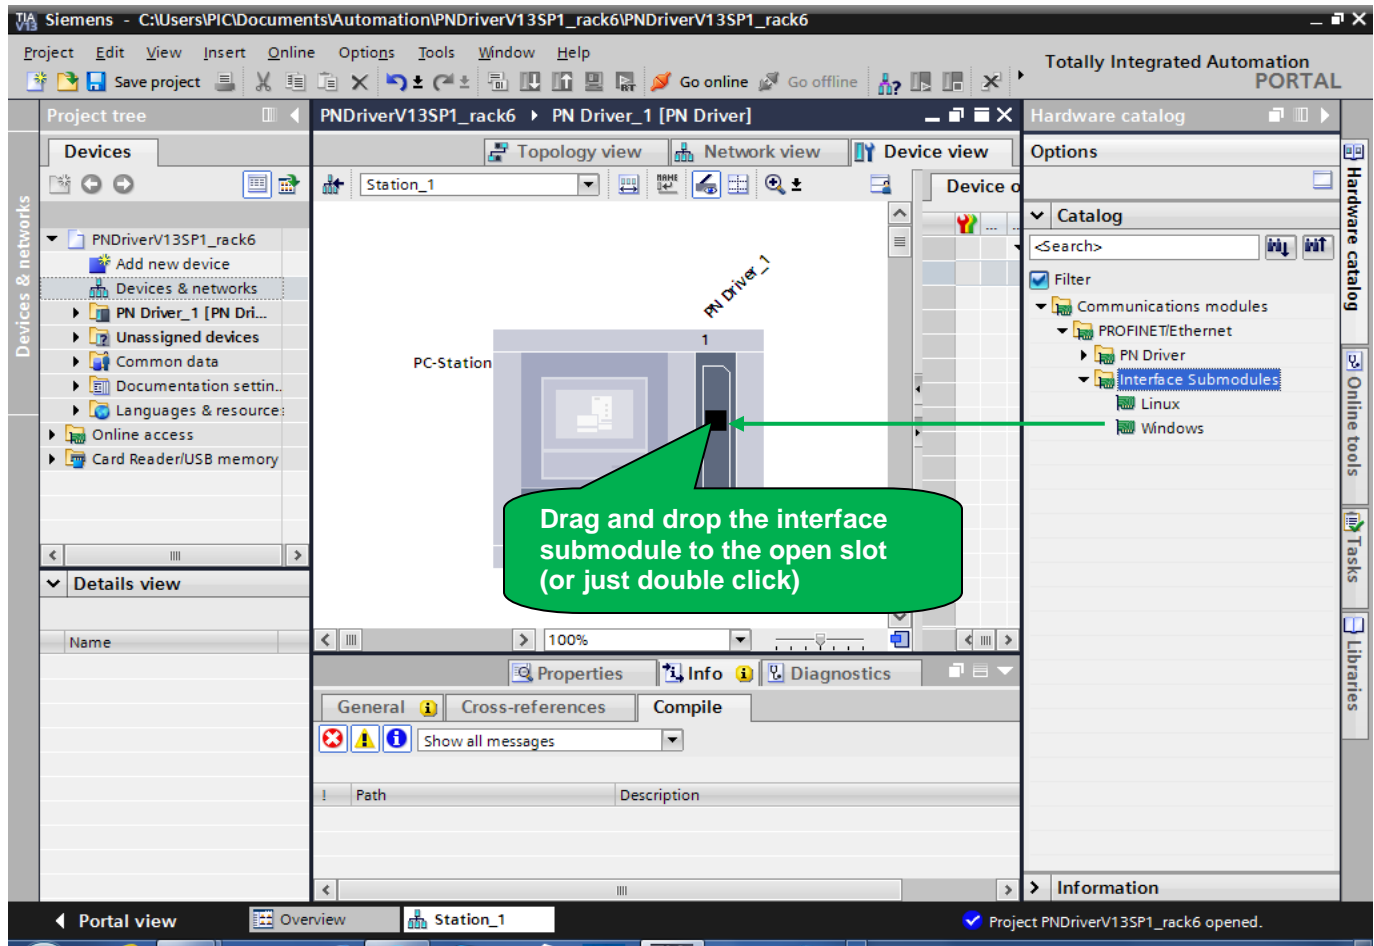 TIA V13 Siemens - C:\Users\PIC\Documents\Automation\PNDriverV13SP1_rack6\PNDriverV13SP1_rack6
Project Edit View Insert Online Options Tools Window Help
Totally Integrated Automation
PORTAL
Save project Go online Go offline
Project tree
Devices
PNDriverV13SP1_rack6
Add new device
Devices & networks
PN Driver_1 [PN Dri...
Unassigned devices
Common data
Documentation settin..
Languages & resource
Online access
Card Reader/USB memory
Details view
Name
Devices & networks
PNDriverV13SP1_rack6 PN Driver_1 [PN Driver]
Topology view Network view Device view
Station_1
Device o
... ..
PN Driver_1
1
PC-Station
Drag and drop the interface
submodule to the open slot
(or just double click)
100%
Properties Info Diagnostics
General Cross-references Compile
Show all messages
! Path Description
Hardware catalog
Options
Catalog
<Search>
Filter
Communications modules
PROFINET/Ethernet
PN Driver
Interface Submodules
Linux
Windows
Information
Hardware catalog
Online tools
Tasks
Libraries
Portal view Overview Station_1
Project PNDriverV13SP1_rack6 opened.